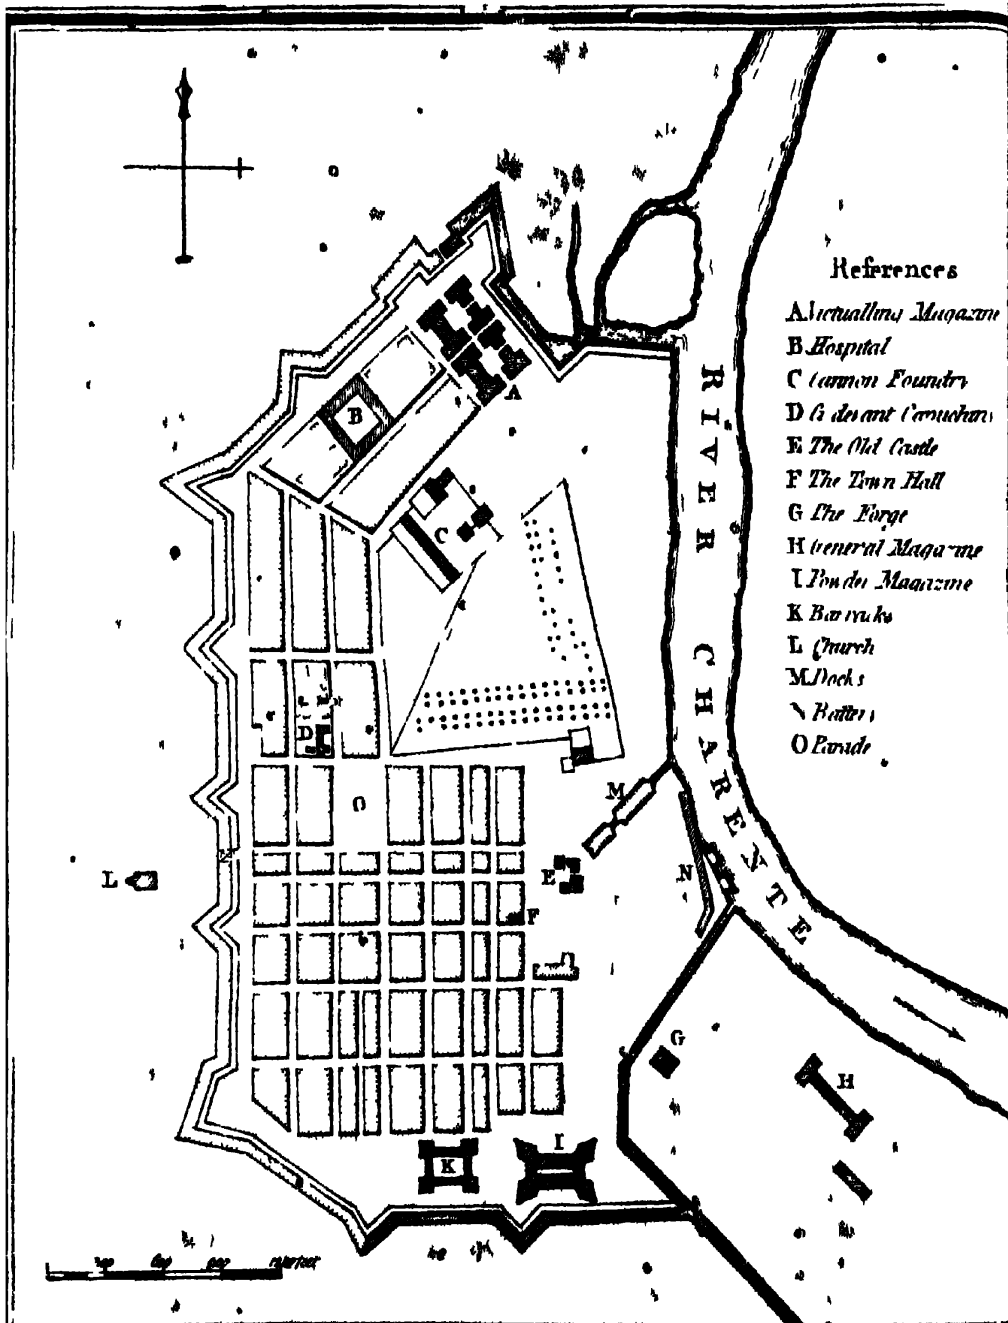 References
A Victualling Magazine
B Hospital
C Cannon Foundry
D Ci devant Capuchins
E The Old Castle
F The Town Hall
G The Forge
H General Magazine
I Powder Magazine
K Barracks
L Church
M Docks
N Battery
O Parade
RIVER CHARENTE
A
B
C
D
O
M
L
E
F
N
G
H
I
K